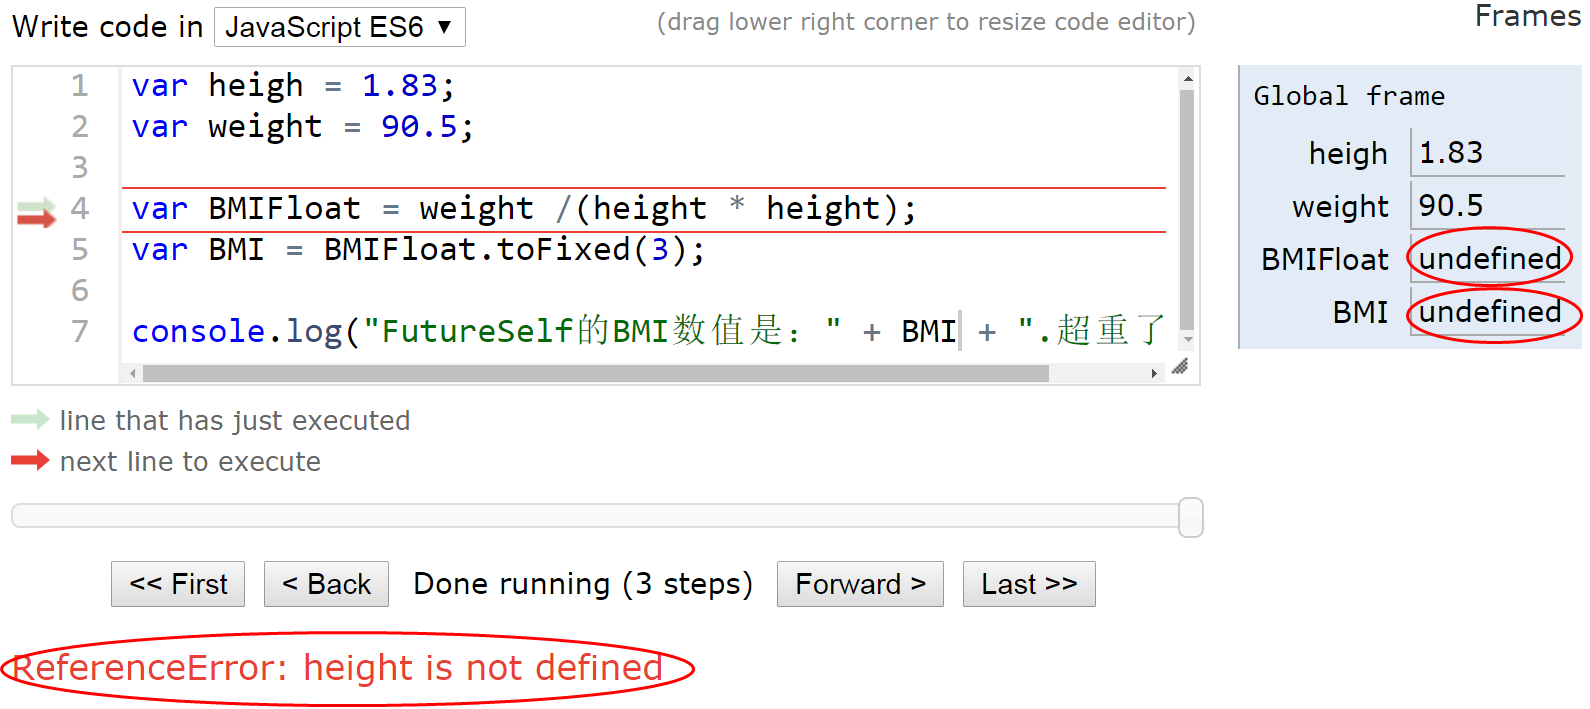 Write code in JavaScript ES6 ▼
(drag lower right corner to resize code editor)
Frames
1 var heigh = 1.83;
2 var weight = 90.5;
3
4 var BMIFloat = weight /(height * height);
5 var BMI = BMIFloat.toFixed(3);
6
7 console.log("FutureSelf的BMI数值是：" + BMI + ".超重了
Global frame
heigh 1.83
weight 90.5
BMIFloat undefined
BMI undefined
line that has just executed
next line to execute
<< First < Back Done running (3 steps) Forward > Last >>
ReferenceError: height is not defined